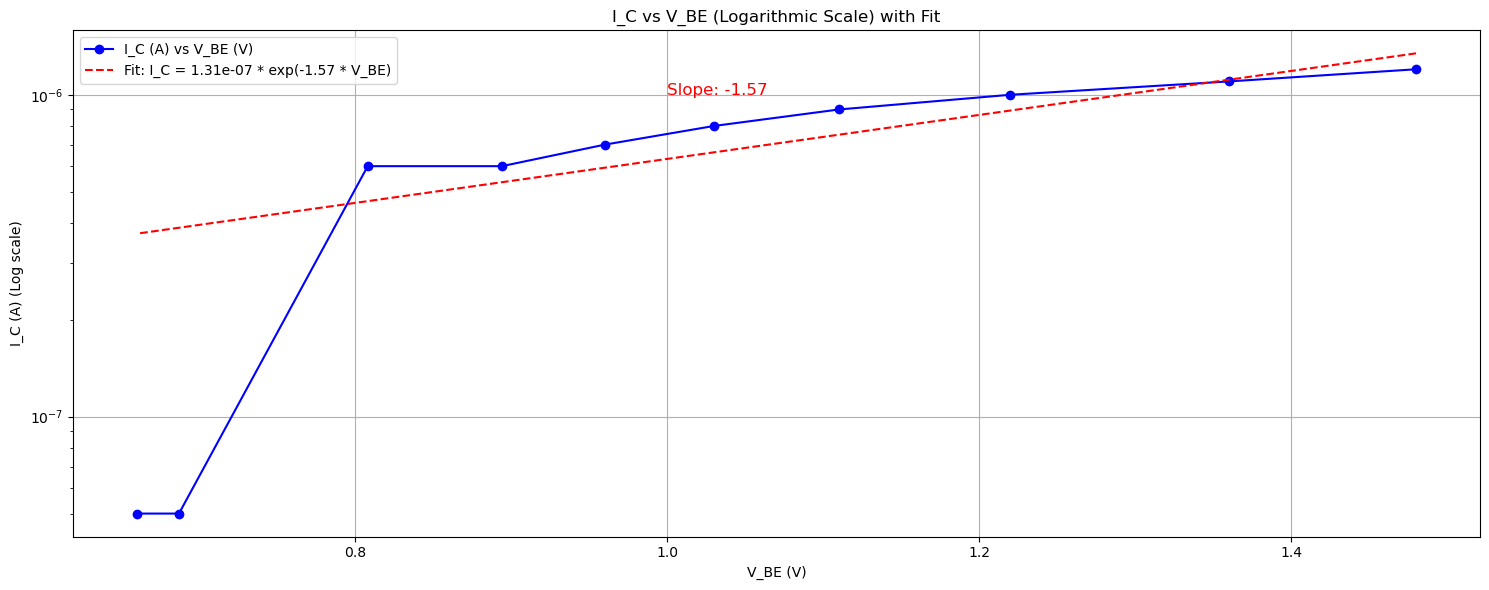 I_C vs V_BE (Logarithmic Scale) with Fit
I_C (A) vs V_BE (V)
Fit: I_C = 1.31e-07 * exp(-1.57 * V_BE)
Slope: -1.57
I_C (A) (Log scale)
10⁻⁶
10⁻⁷
0.8 1.0 1.2 1.4
V_BE (V)